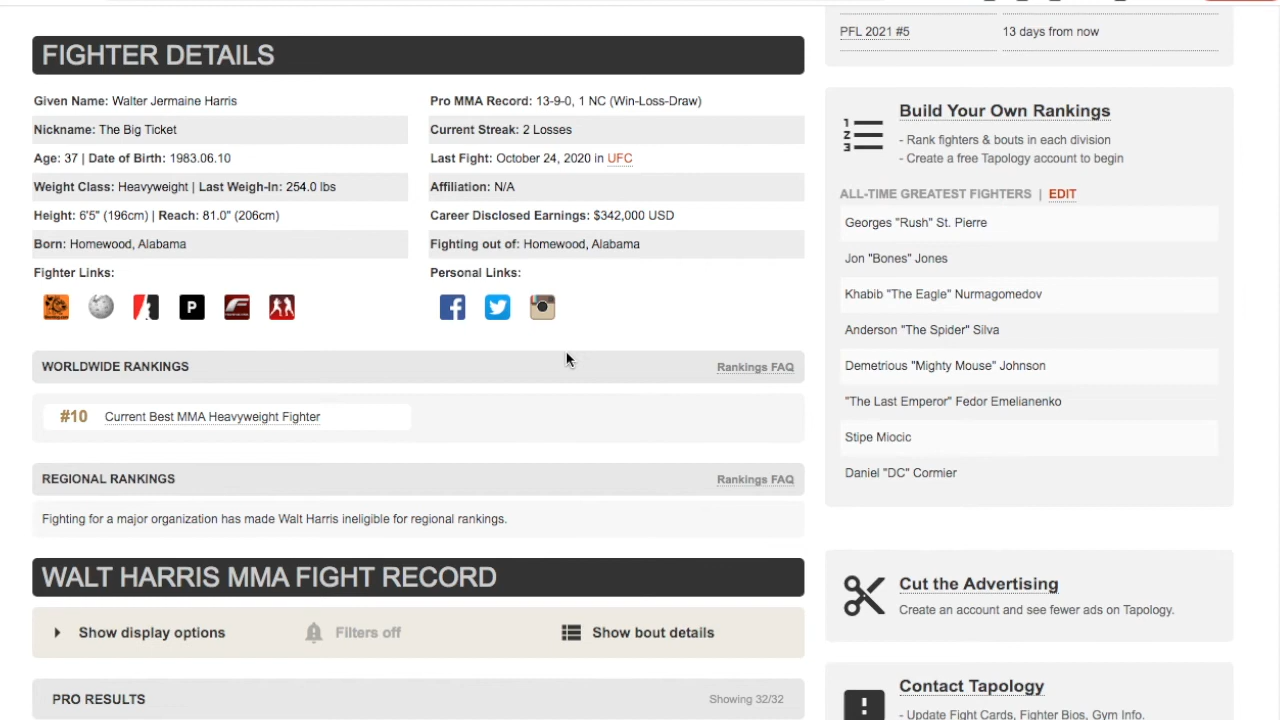 FIGHTER DETAILS
Given Name: Walter Jermaine Harris
Pro MMA Record: 13-9-0, 1 NC (Win-Loss-Draw)
Nickname: The Big Ticket
Current Streak: 2 Losses
Age: 37 | Date of Birth: 1983.06.10
Last Fight: October 24, 2020 in UFC
Weight Class: Heavyweight | Last Weigh-In: 254.0 lbs
Affiliation: N/A
Height: 6'5" (196cm) | Reach: 81.0" (206cm)
Career Disclosed Earnings: $342,000 USD
Born: Homewood, Alabama
Fighting out of: Homewood, Alabama
Fighter Links:
Personal Links:
P
WORLDWIDE RANKINGS
Rankings FAQ
#10 Current Best MMA Heavyweight Fighter
REGIONAL RANKINGS
Rankings FAQ
Fighting for a major organization has made Walt Harris ineligible for regional rankings.
WALT HARRIS MMA FIGHT RECORD
Show display options
Filters off
Show bout details
PRO RESULTS
Showing 32/32
PFL 2021 #5
13 days from now
1
2
3
Build Your Own Rankings
- Rank fighters & bouts in each division
- Create a free Tapology account to begin
ALL-TIME GREATEST FIGHTERS | EDIT
Georges "Rush" St. Pierre
Jon "Bones" Jones
Khabib "The Eagle" Nurmagomedov
Anderson "The Spider" Silva
Demetrious "Mighty Mouse" Johnson
"The Last Emperor" Fedor Emelianenko
Stipe Miocic
Daniel "DC" Cormier
Cut the Advertising
Create an account and see fewer ads on Tapology.
Contact Tapology
- Update Fight Cards, Fighter Bios, Gym Info.